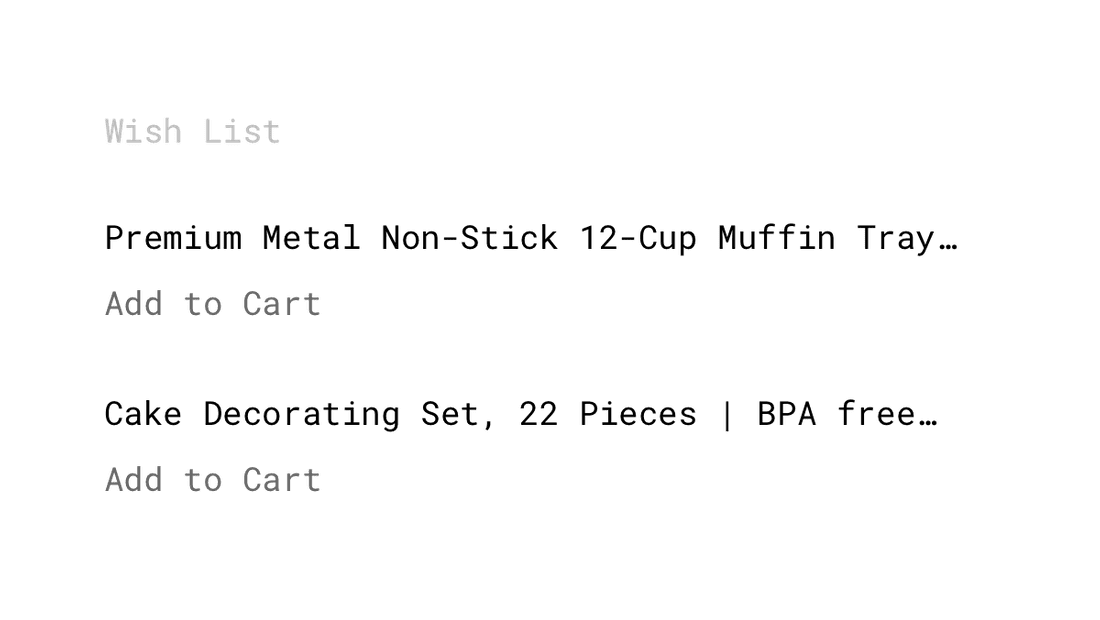 Wish List
Premium Metal Non-Stick 12-Cup Muffin Tray…
Add to Cart
Cake Decorating Set, 22 Pieces | BPA free…
Add to Cart